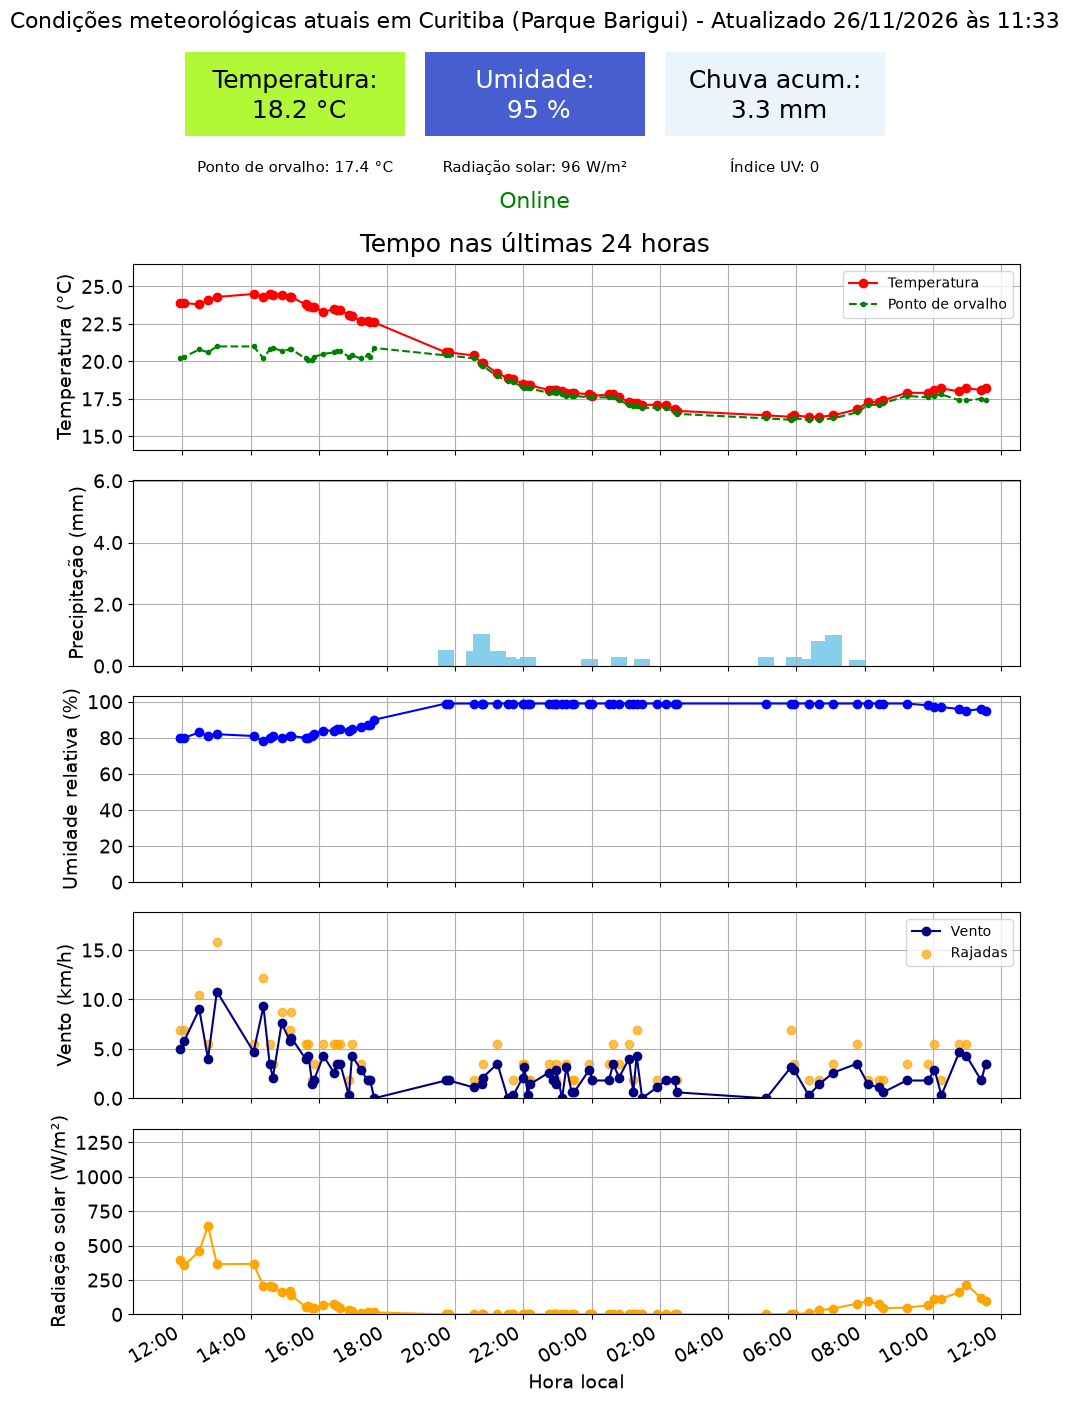 Condições meteorológicas atuais em Curitiba (Parque Barigui) - Atualizado 26/11/2026 às 11:33
Temperatura:
18.2 °C
Umidade:
95 %
Chuva acum.:
3.3 mm
Ponto de orvalho: 17.4 °C
Radiação solar: 96 W/m²
Índice UV: 0
Online
Tempo nas últimas 24 horas
Temperatura (°C)
25.0
22.5
20.0
17.5
15.0
Temperatura
Ponto de orvalho
Precipitação (mm)
6.0
4.0
2.0
0.0
Umidade relativa (%)
100
80
60
40
20
0
Vento (km/h)
15.0
10.0
5.0
0.0
Vento
Rajadas
Radiação solar (W/m²)
1250
1000
750
500
250
0
12:00
14:00
16:00
18:00
20:00
22:00
00:00
02:00
04:00
06:00
08:00
10:00
12:00
Hora local